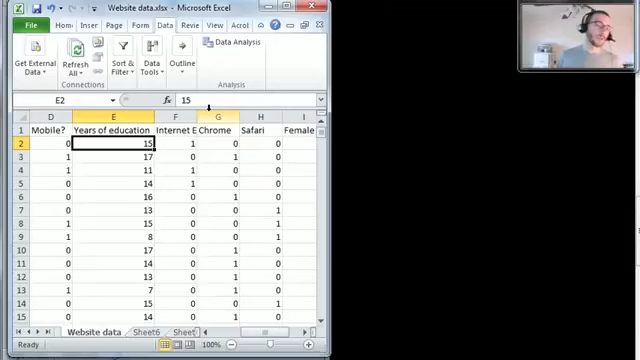 Website data.xlsx - Microsoft Excel
File Home Inse Page Form Data Revi View
Get External Data Refresh All Sort & Filter Data Tools Outline Data Analysis
Connections Analysis
E2 fx 15
D E F G H I
1 Mobile? Years of education Internet E Chrome Safari Female
2 0 15 1 0 0
3 1 17 0 1 0
4 1 11 1 0 0
5 0 14 1 0 0
6 0 16 0 1 0
7 0 13 0 0 1
8 1 15 0 0 1
9 1 8 0 0 1
10 0 17 0 1 0
11 0 14 0 1 0
12 0 13 0 1 0
13 1 7 0 1 0
14 0 15 0 0 1
15 0 14 0 1 0
Website data Sheet6 Sheet
Ready 100%